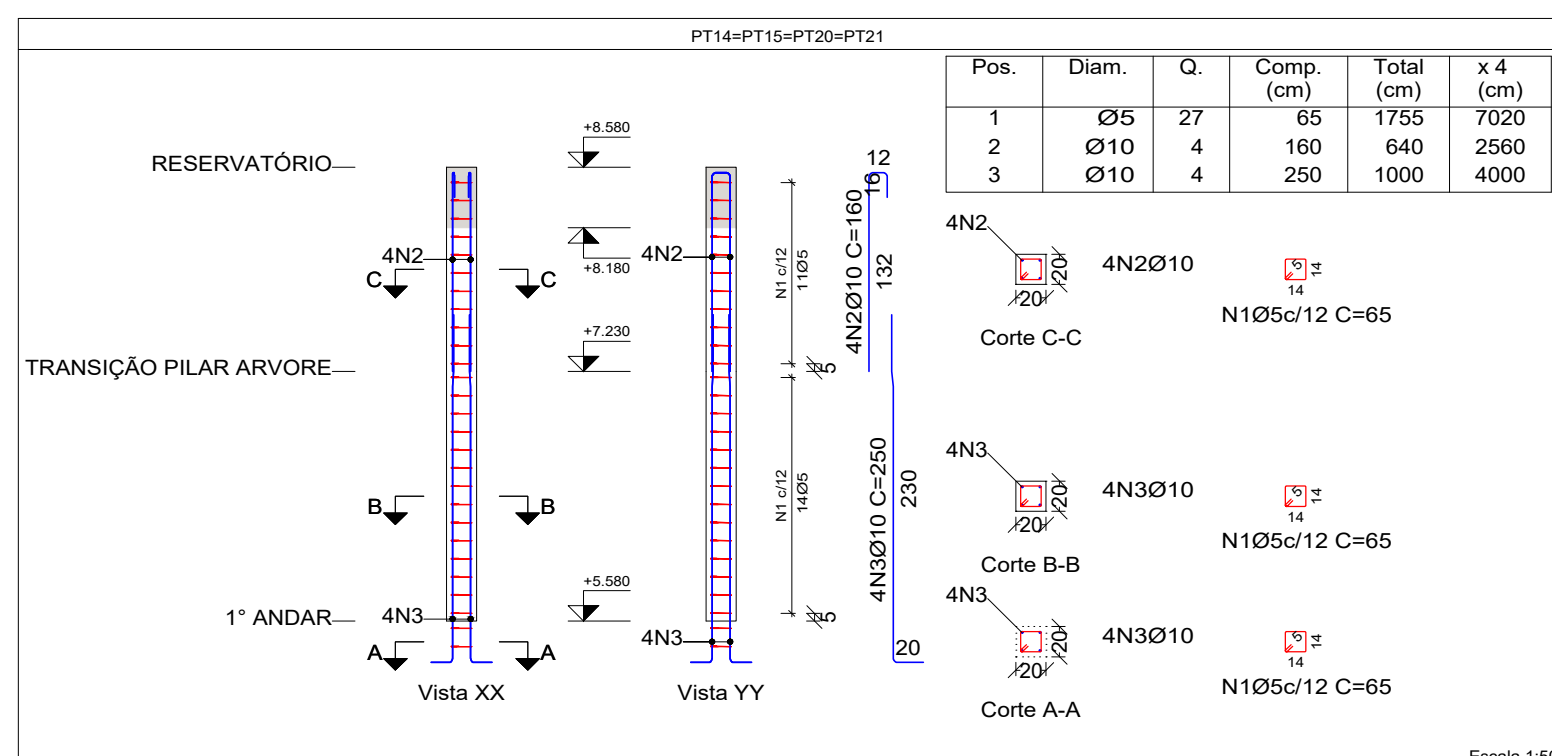 PT14=PT15=PT20=PT21
Pos. Diam. Q. Comp. (cm) Total (cm) x 4 (cm)
1 Ø5 27 65 1755 7020
2 Ø10 4 160 640 2560
3 Ø10 4 250 1000 4000
RESERVATÓRIO
TRANSIÇÃO PILAR ARVORE
1° ANDAR
4N2
C
C
B
B
4N3
A
A
Vista XX
+8.580
+8.180
+7.230
+5.580
4N2
4N3
Vista YY
N1 c/12
11Ø5
5
N1 c/12
14Ø5
5
12
16
4N2Ø10 C=160
132
4N3Ø10 C=250
230
20
4N2
20
20
4N2Ø10
Corte C-C
5
14
14
N1Ø5c/12 C=65
4N3
20
20
4N3Ø10
Corte B-B
5
14
14
N1Ø5c/12 C=65
4N3
20
20
4N3Ø10
Corte A-A
5
14
14
N1Ø5c/12 C=65